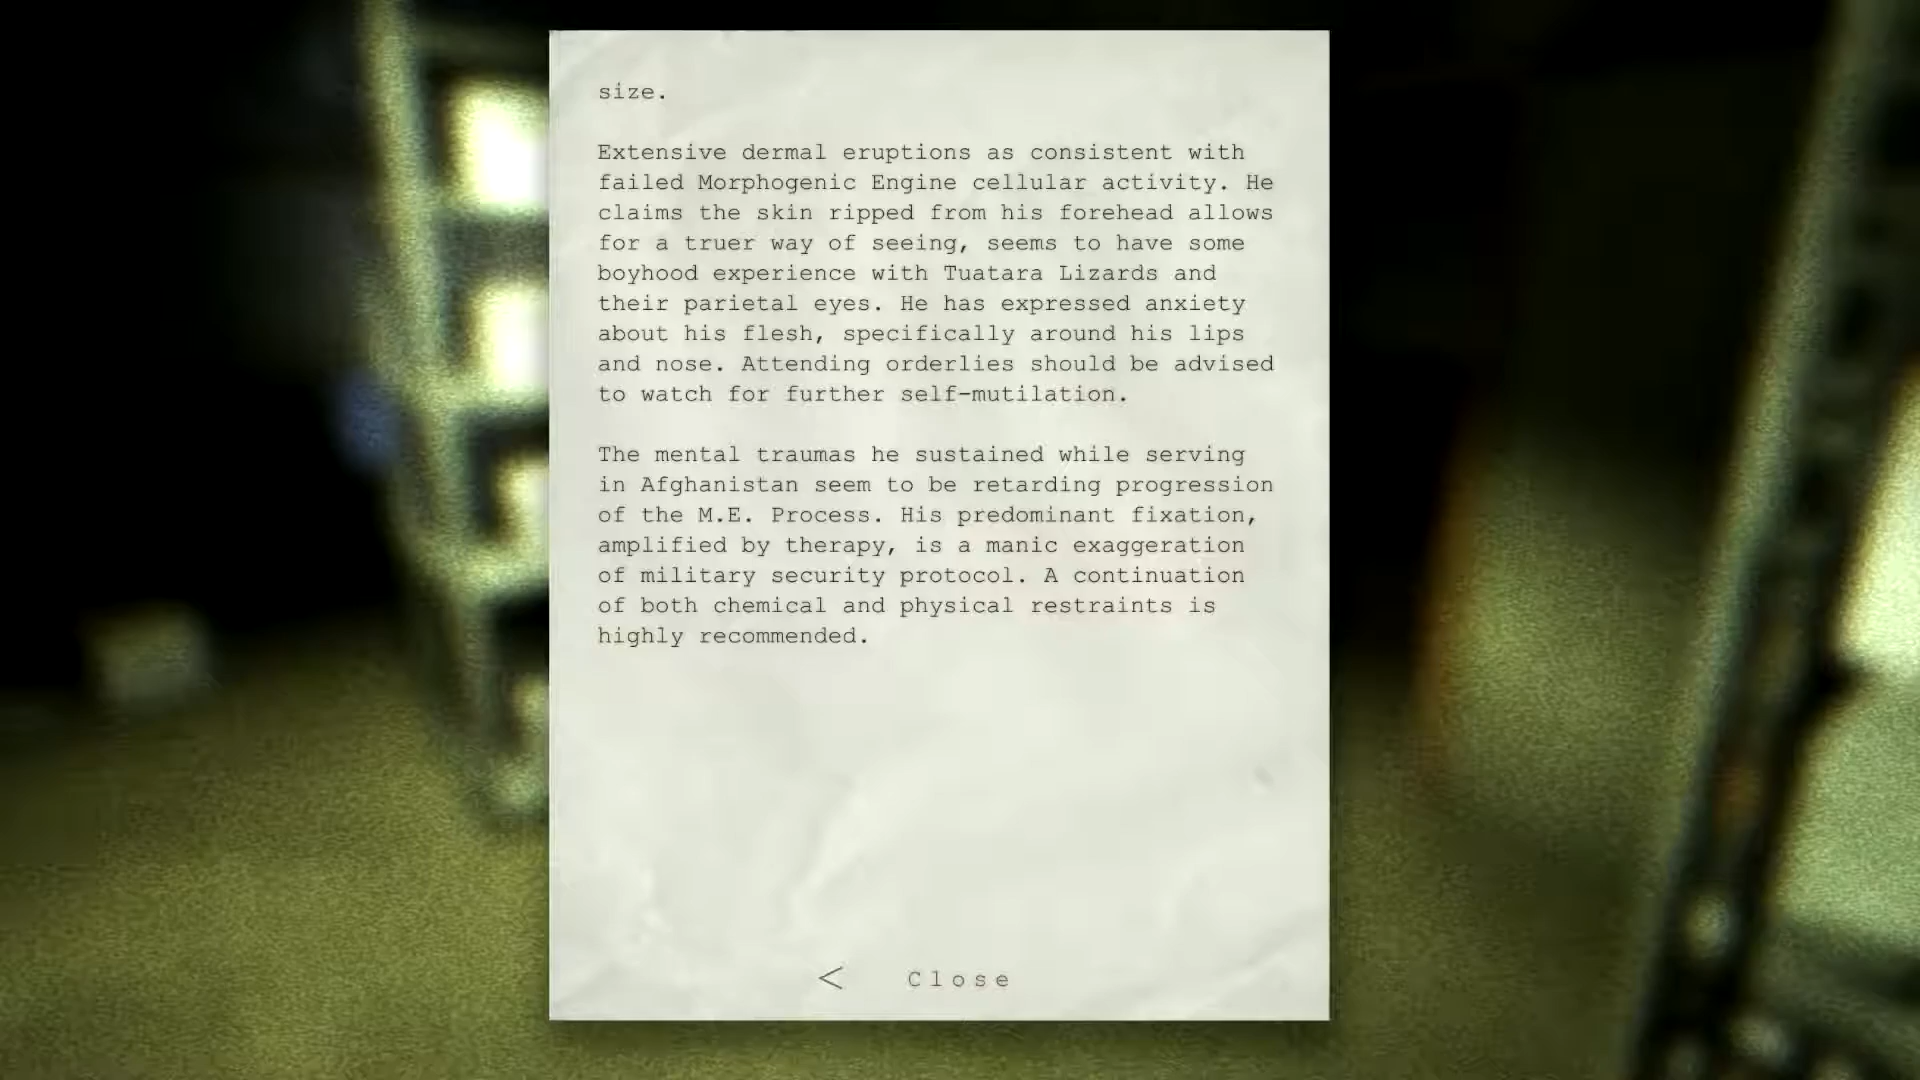 size.
Extensive dermal eruptions as consistent with
failed Morphogenic Engine cellular activity. He
claims the skin ripped from his forehead allows
for a truer way of seeing, seems to have some
boyhood experience with Tuatara Lizards and
their parietal eyes. He has expressed anxiety
about his flesh, specifically around his lips
and nose. Attending orderlies should be advised
to watch for further self-mutilation.
The mental traumas he sustained while serving
in Afghanistan seem to be retarding progression
of the M.E. Process. His predominant fixation,
amplified by therapy, is a manic exaggeration
of military security protocol. A continuation
of both chemical and physical restraints is
highly recommended.
< Close